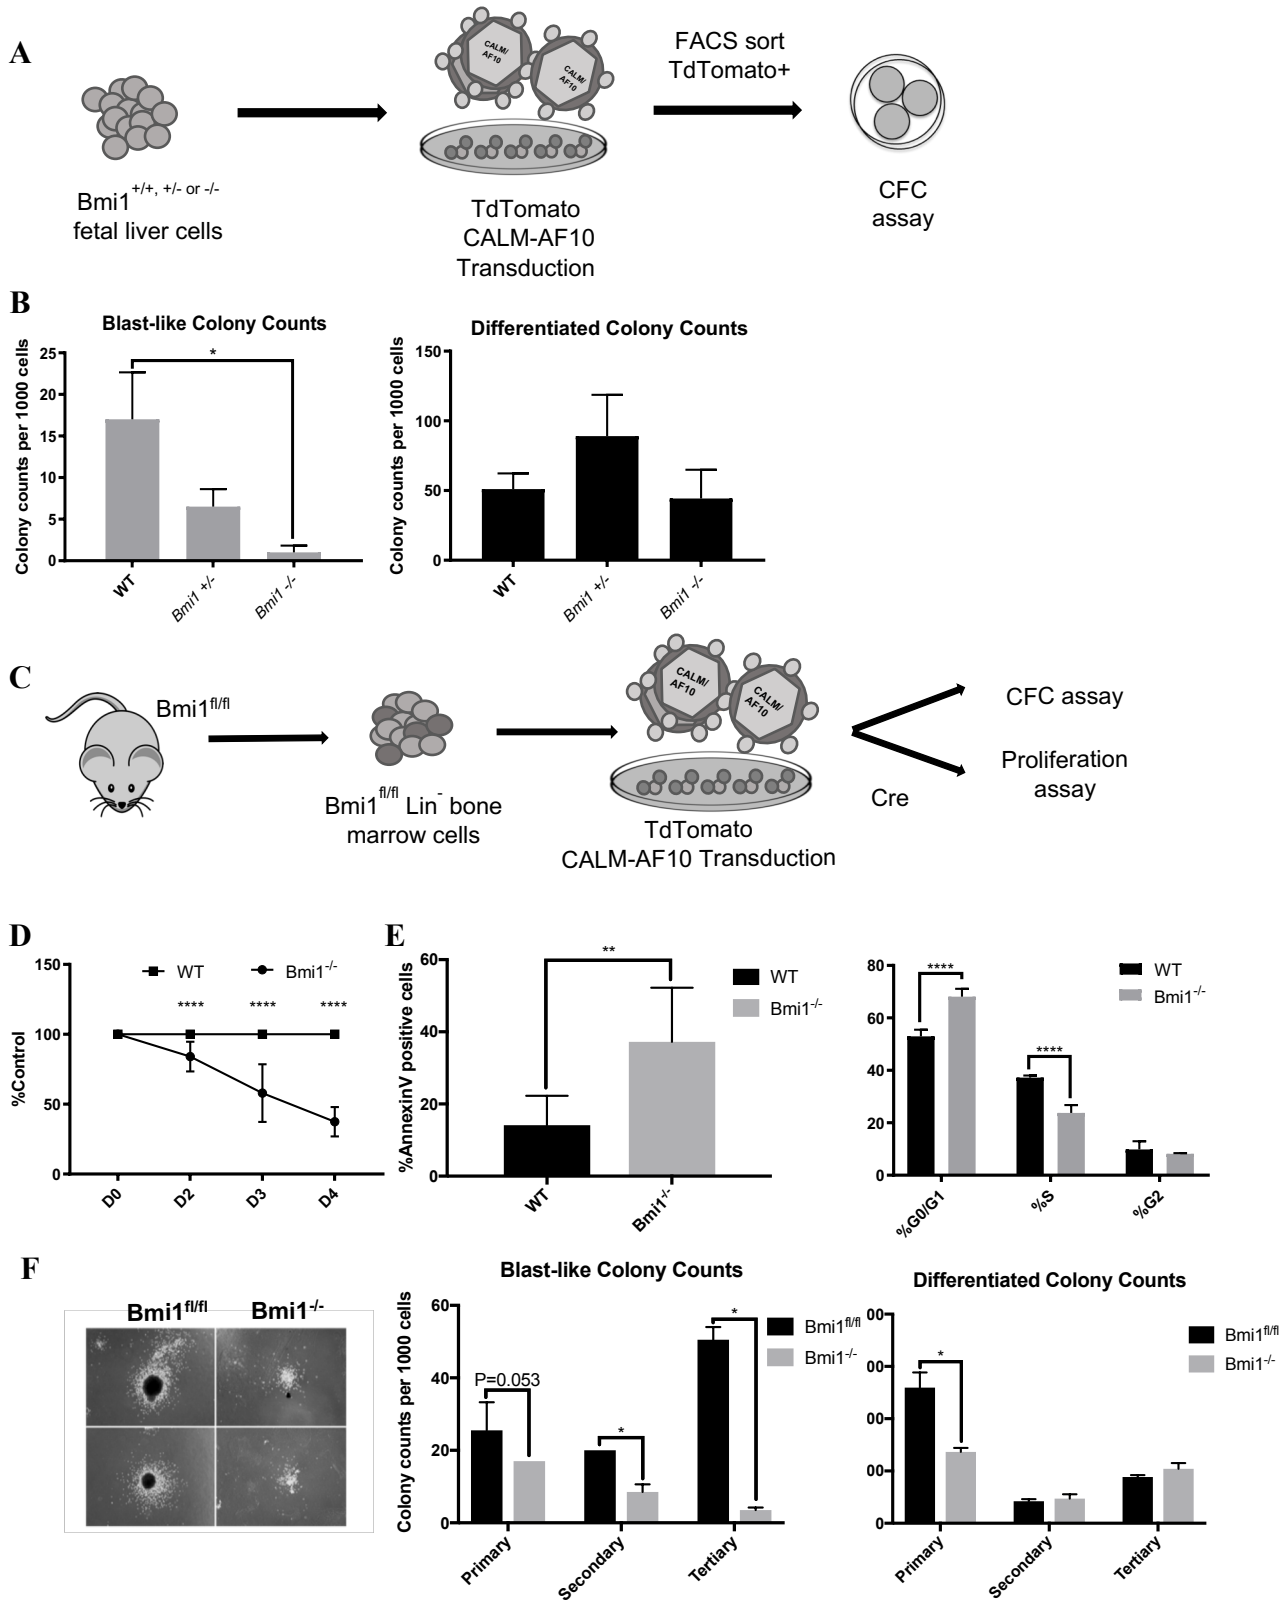 A
CALM/
AF10
CALM/
AF10
FACS sort
TdTomato+
Bmi1+/+, +/- or -/-
fetal liver cells
TdTomato
CALM-AF10
Transduction
CFC
assay
B
Blast-like Colony Counts
Colony counts per 1000 cells
25
20
15
10
5
0
*
WT
Bmi1 +/-
Bmi1 -/-
Differentiated Colony Counts
Colony counts per 1000 cells
150
100
50
0
WT
Bmi1 +/-
Bmi1 -/-
C
Bmi1fl/fl
Bmi1fl/fl Lin- bone
marrow cells
CALM/
AF10
CALM/
AF10
TdTomato
CALM-AF10 Transduction
Cre
CFC assay
Proliferation
assay
D
WT
Bmi1-/-
%Control
150
100
50
0
**** **** ****
D0 D2 D3 D4
E
%AnnexinV positive cells
60
40
20
0
**
WT
Bmi1-/-
WT
Bmi1-/-
80
60
40
20
0
****
****
WT
Bmi1-/-
%G0/G1 %S %G2
F
Bmi1fl/fl Bmi1-/-
Blast-like Colony Counts
Colony counts per 1000 cells
60
40
20
0
P=0.053
*
*
Bmi1fl/fl
Bmi1-/-
Primary Secondary Tertiary
Differentiated Colony Counts
00
00
00
00
0
*
Bmi1fl/fl
Bmi1-/-
Primary Secondary Tertiary